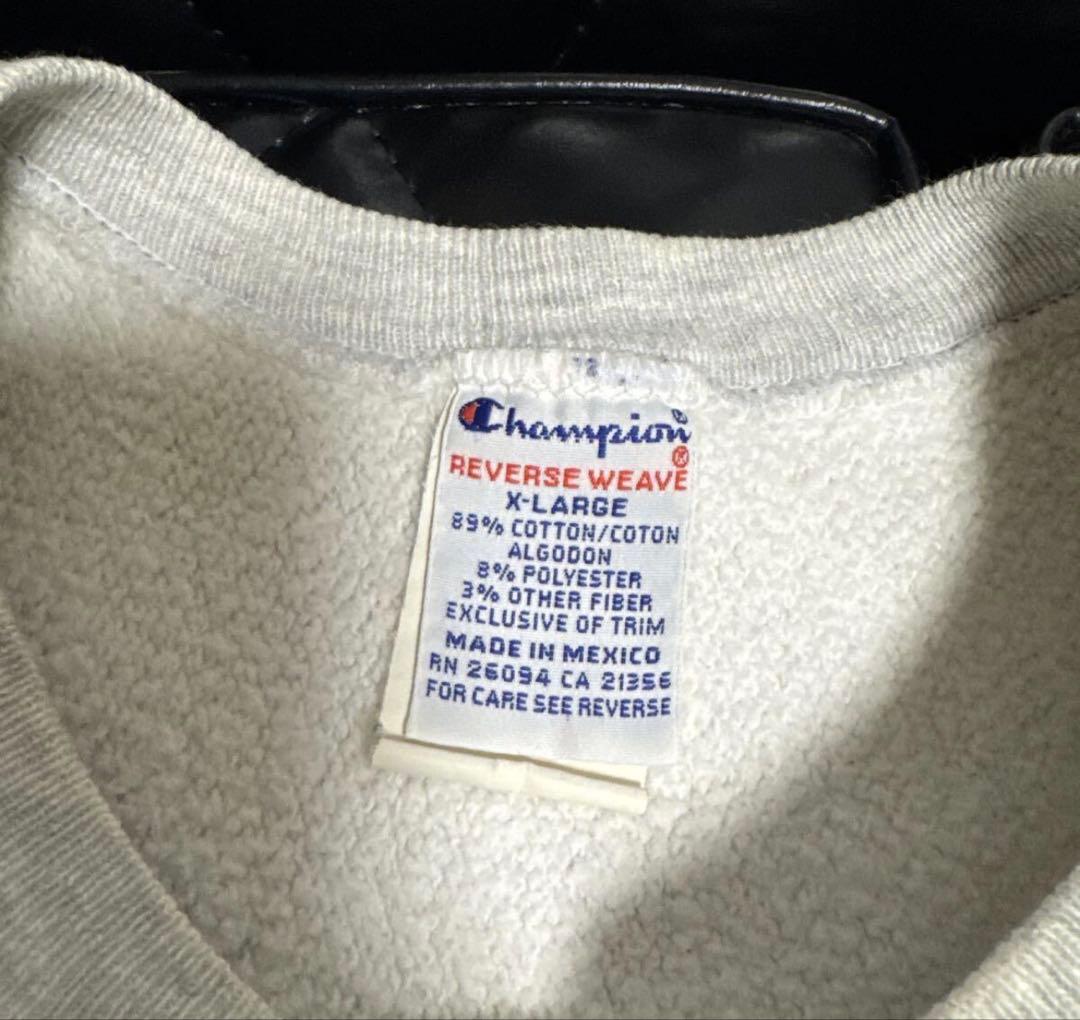 Champion®
REVERSE WEAVE®
X-LARGE
89% COTTON/COTON
ALGODON
8% POLYESTER
3% OTHER FIBER
EXCLUSIVE OF TRIM
MADE IN MEXICO
RN 26094 CA 21356
FOR CARE SEE REVERSE